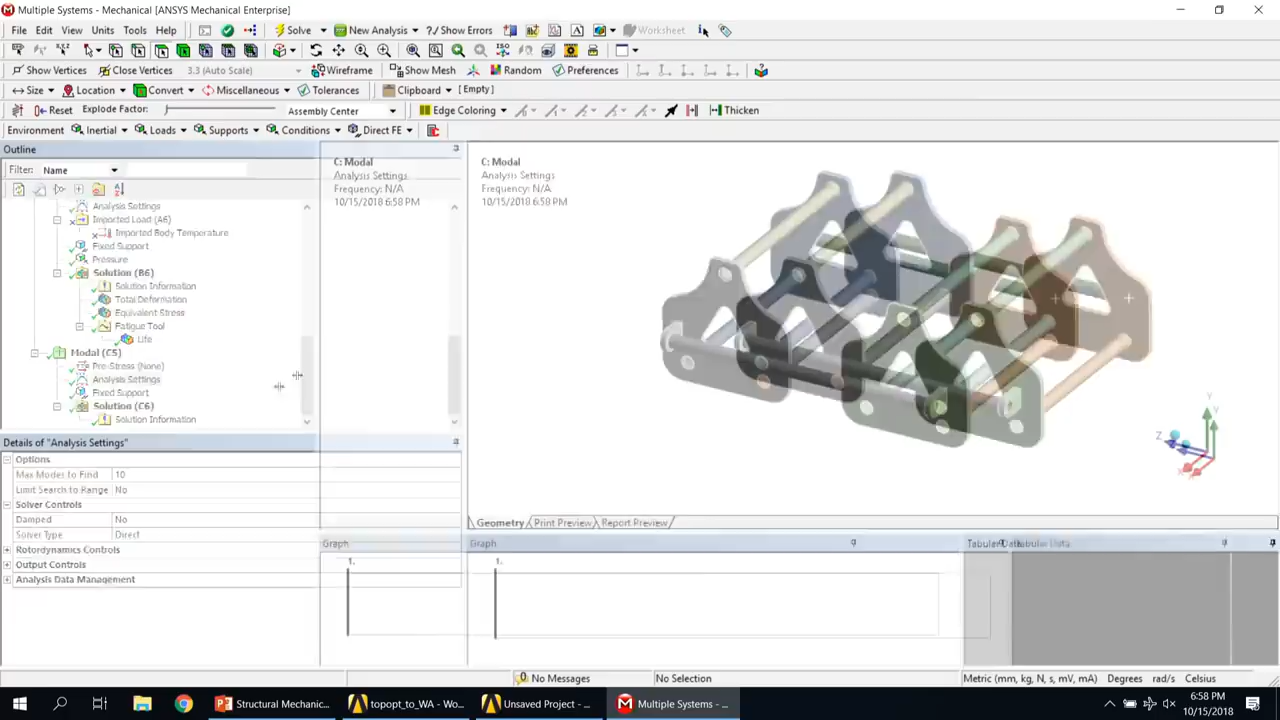 Multiple Systems - Mechanical [ANSYS Mechanical Enterprise]
File Edit View Units Tools Help Solve New Analysis Show Errors Worksheet
Show Vertices Close Vertices 3.3 (Auto Scale) Wireframe Show Mesh Random Preferences
Size Location Convert Miscellaneous Tolerances Clipboard [Empty]
Reset Explode Factor: Assembly Center Edge Coloring Thicken
Environment Inertial Loads Supports Conditions Direct FE
Outline
Filter: Name
Analysis Settings
Imported Load (A6)
Imported Body Temperature
Fixed Support
Pressure
Solution (B6)
Solution Information
Total Deformation
Equivalent Stress
Fatigue Tool
Life
Modal (C5)
Pre-Stress (None)
Analysis Settings
Fixed Support
Solution (C6)
Solution Information
Details of "Analysis Settings"
Options
Max Modes to Find 10
Limit Search to Range No
Solver Controls
Damped No
Solver Type Direct
Rotordynamics Controls
Output Controls
Analysis Data Management
C: Modal
Analysis Settings
Frequency: N/A
10/15/2018 6:58 PM
C: Modal
Analysis Settings
Frequency: N/A
10/15/2018 6:58 PM
Y
Y
Z
X
Geometry Print Preview Report Preview
Graph Graph Tabular Data
1. 1.
No Messages No Selection Metric (mm, kg, N, s, mV, mA) Degrees rad/s Celsius
Structural Mechanic... topopt_to_WA - Wo... Unsaved Project - ... Multiple Systems - ...
6:58 PM
10/15/2018